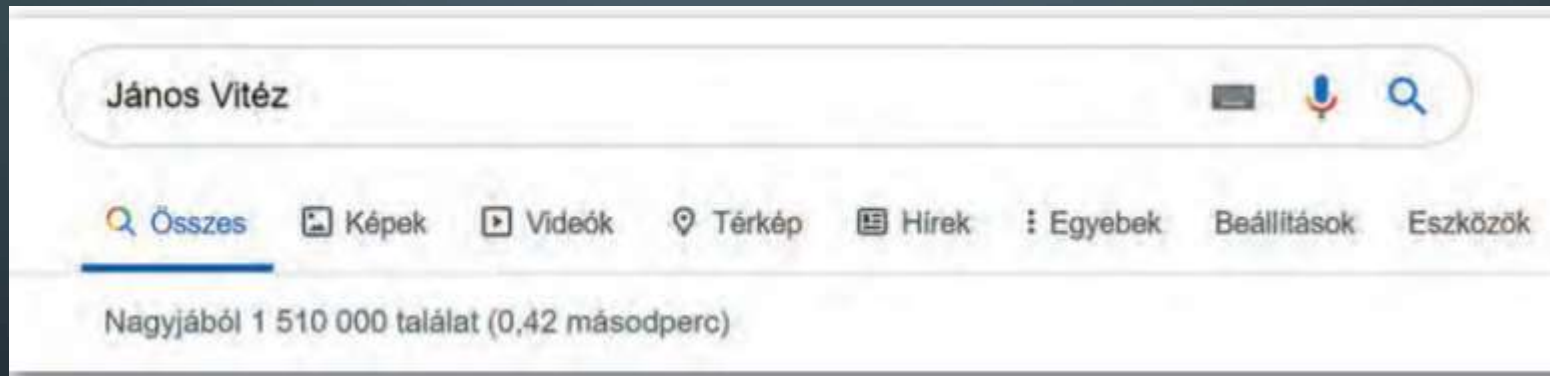 János Vitéz
Összes Képek Videók Térkép Hírek Egyebek Beállítások Eszközök
Nagyjából 1 510 000 találat (0,42 másodperc)